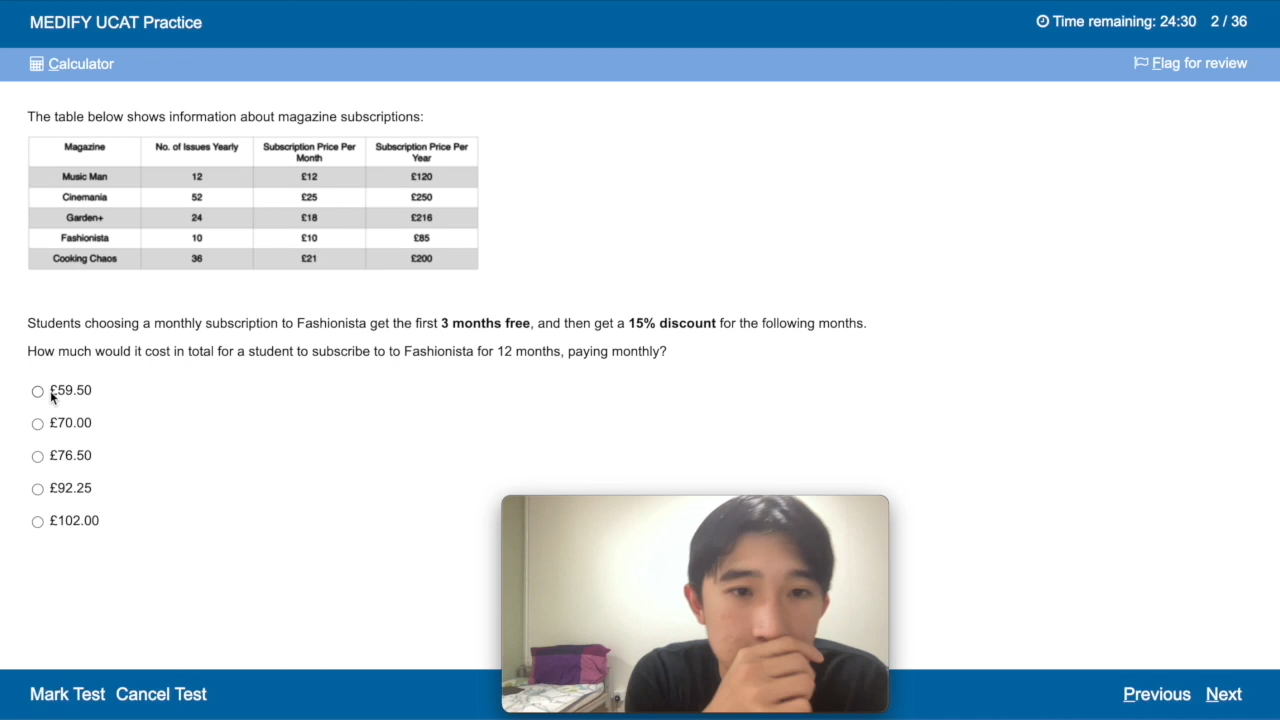 MEDIFY UCAT Practice
Time remaining: 24:30 2 / 36
Calculator
Flag for review
The table below shows information about magazine subscriptions:
Magazine No. of Issues Yearly Subscription Price Per Month Subscription Price Per Year
Music Man 12 £12 £120
Cinemania 52 £25 £250
Garden+ 24 £18 £216
Fashionista 10 £10 £85
Cooking Chaos 36 £21 £200
Students choosing a monthly subscription to Fashionista get the first 3 months free, and then get a 15% discount for the following months.
How much would it cost in total for a student to subscribe to to Fashionista for 12 months, paying monthly?
£59.50
£70.00
£76.50
£92.25
£102.00
Mark Test Cancel Test
Previous Next